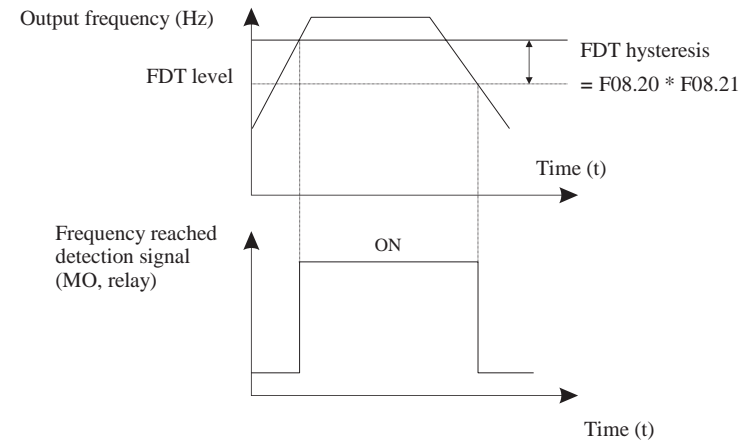 Output frequency (Hz)
FDT level
FDT hysteresis
= F08.20 * F08.21
Time (t)
Frequency reached
detection signal
(MO, relay)
ON
Time (t)